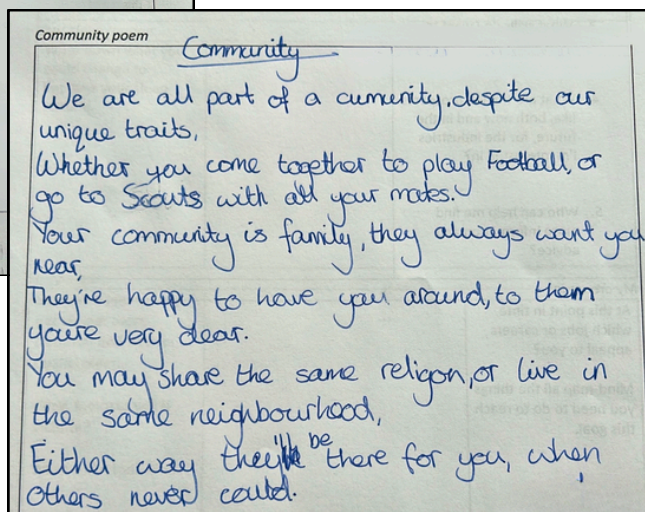 Community poem
Community
We are all part of a cumunity, despite our
unique traits,
Whether you come together to play Football, or
go to Scouts with all your mates.
Your community is family, they always want you
near,
They're happy to have you around, to them
you're very dear.
You may share the same religon, or live in
the same neighbourhood,
Either way they'll be there for you, when
others never could.